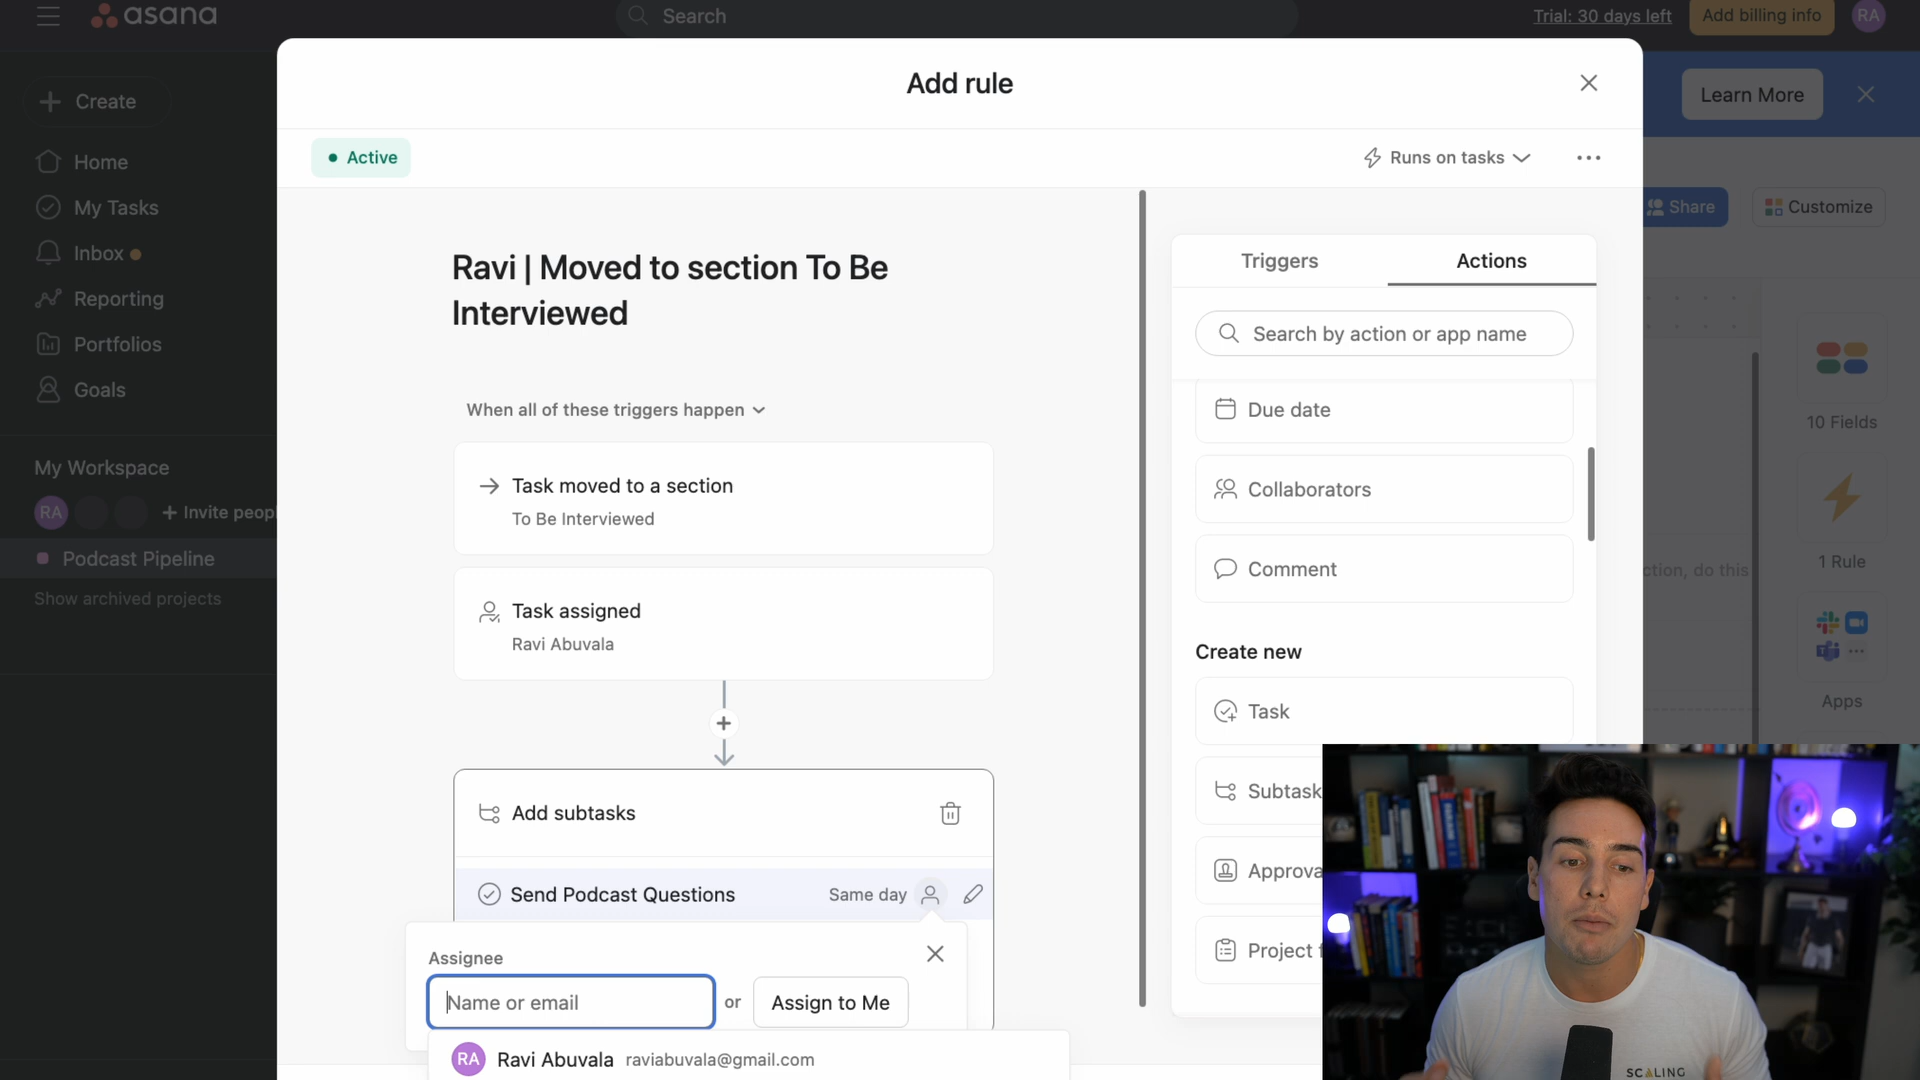 asana
Search
Trial: 30 days left
Add billing info
RA
Create
Home
My Tasks
Inbox
Reporting
Portfolios
Goals
My Workspace
RA
+ Invite peopl
Podcast Pipeline
Show archived projects
Add rule
Active
Runs on tasks
Ravi | Moved to section To Be
Interviewed
When all of these triggers happen
Task moved to a section
To Be Interviewed
Task assigned
Ravi Abuvala
Add subtasks
Send Podcast Questions
Same day
Assignee
Name or email
or
Assign to Me
RA
Ravi Abuvala raviabuvala@gmail.com
Triggers
Actions
Search by action or app name
Due date
Collaborators
Comment
Create new
Task
Subtask
Approva
Project
Learn More
Share
Customize
10 Fields
1 Rule
ction, do this
Apps
SCALING